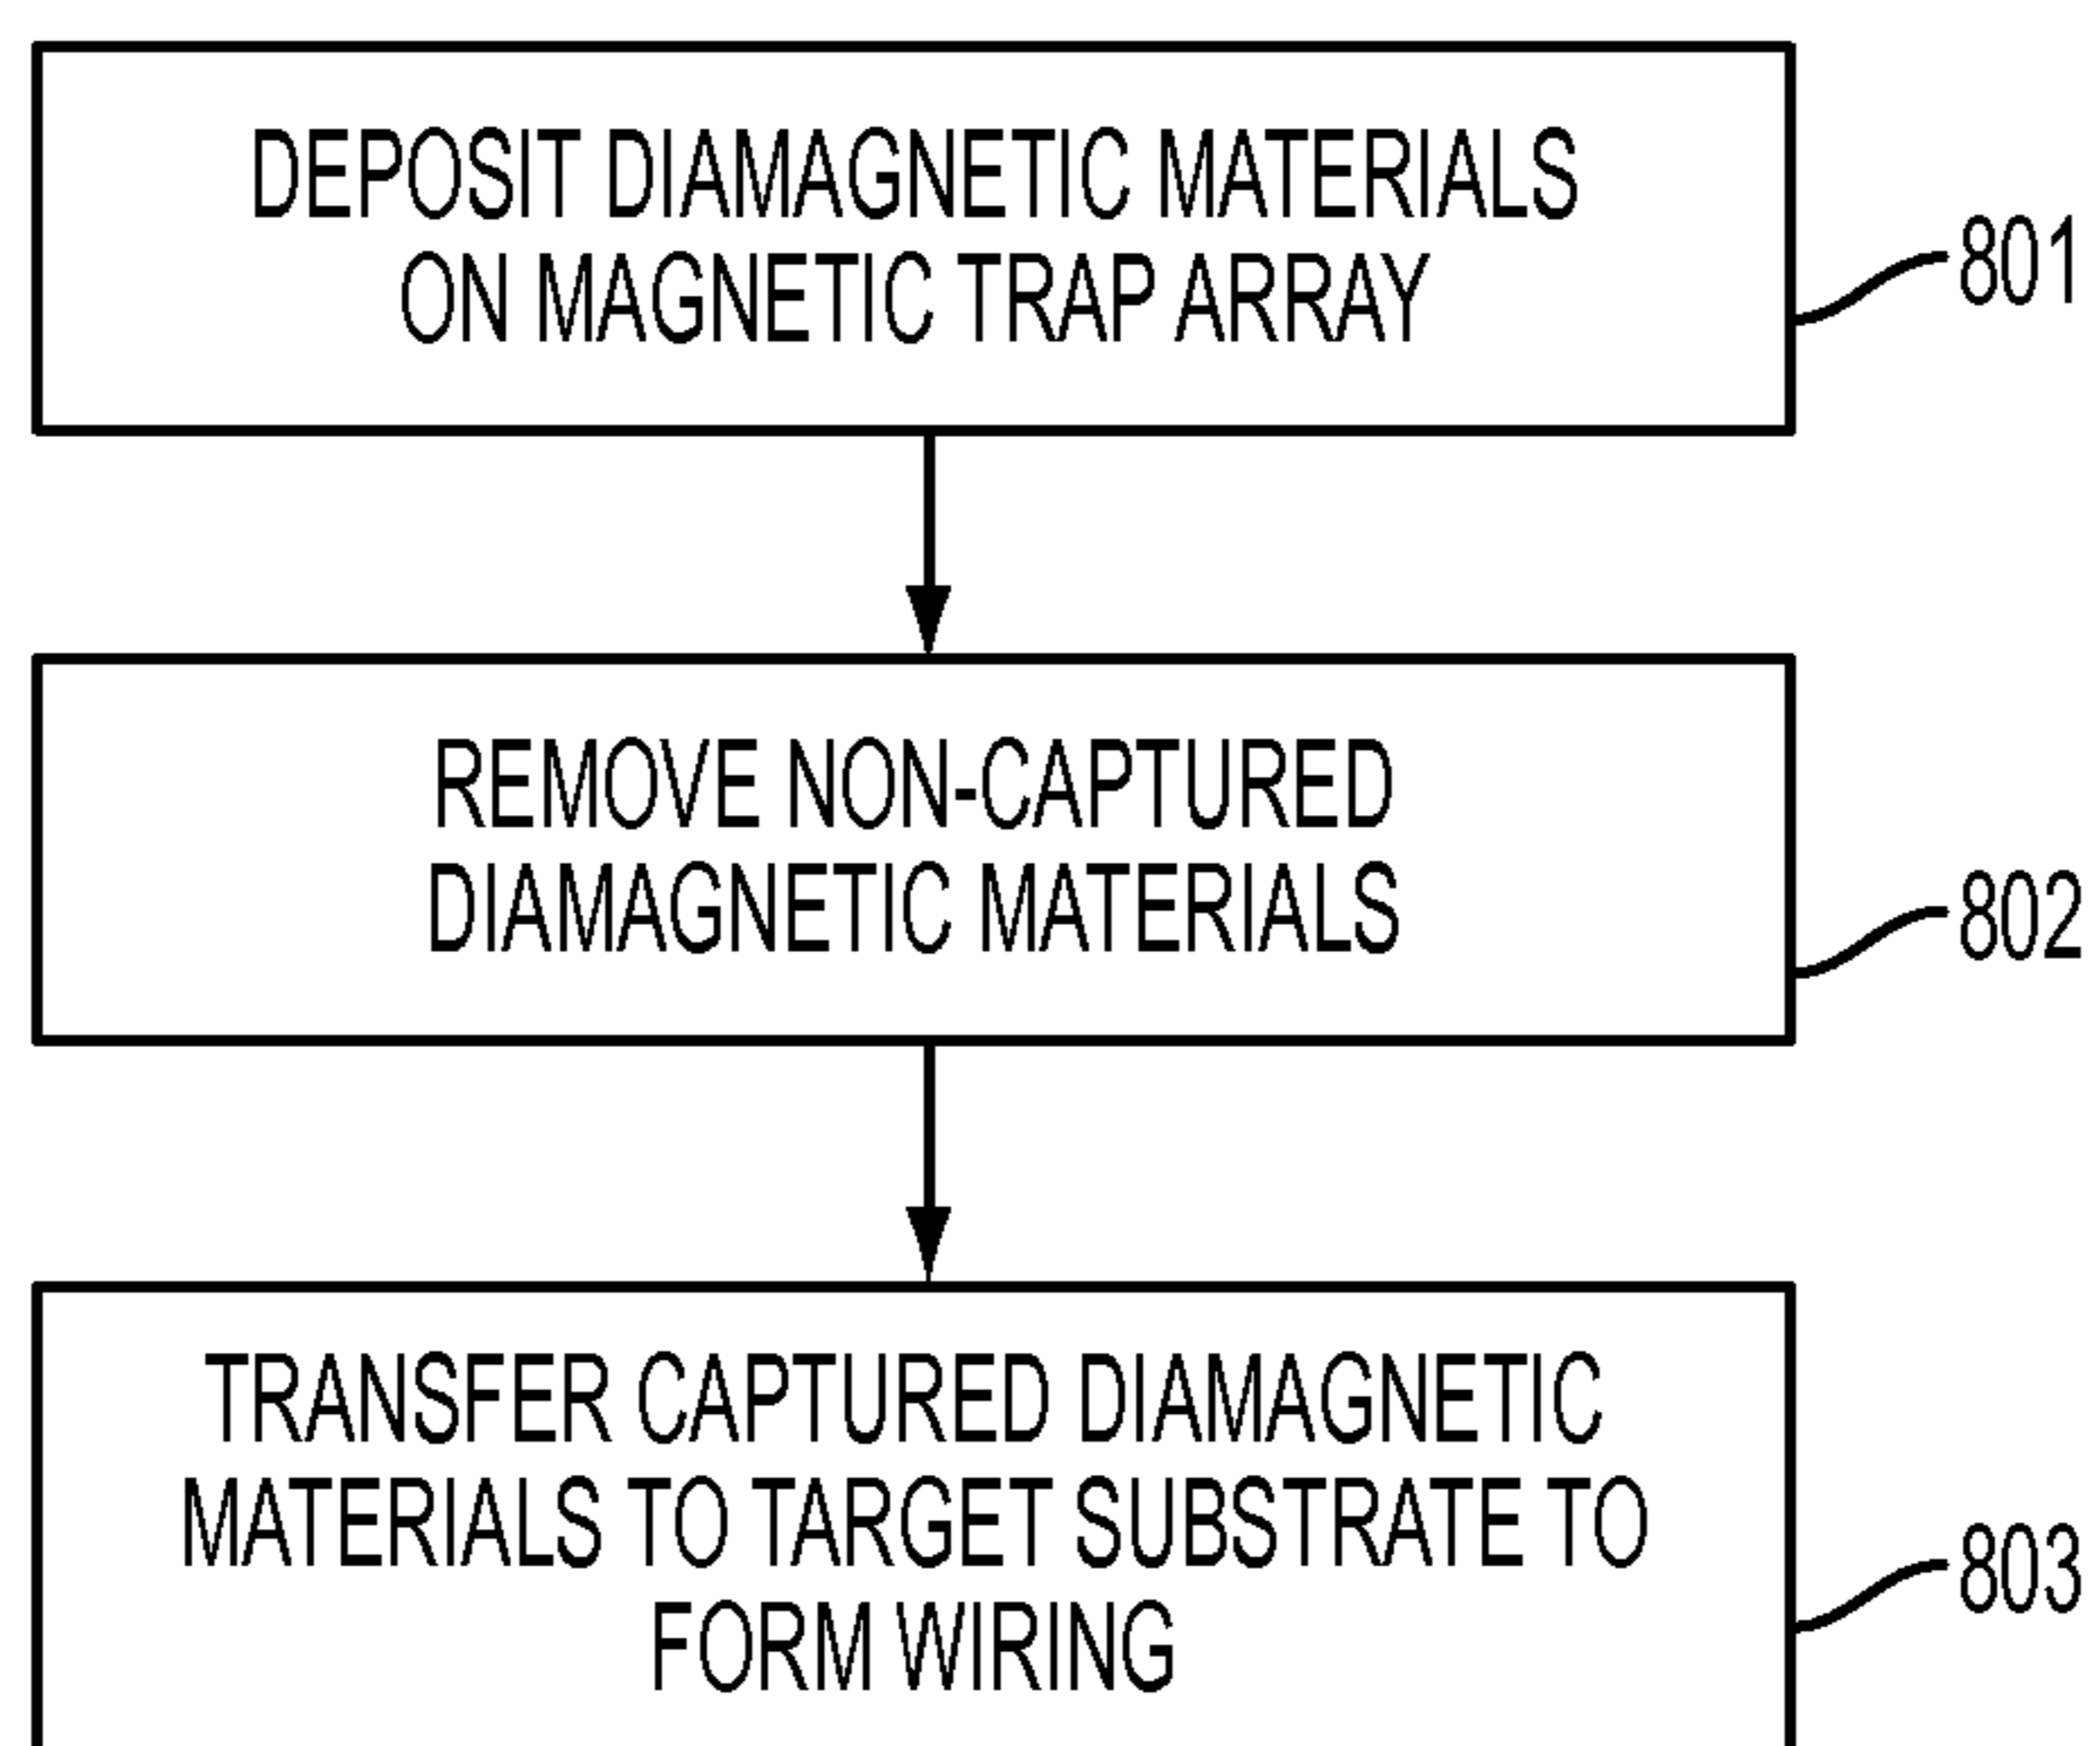 DEPOSIT DIAMAGNETIC MATERIALS
ON MAGNETIC TRAP ARRAY
801
REMOVE NON-CAPTURED
DIAMAGNETIC MATERIALS
802
TRANSFER CAPTURED DIAMAGNETIC
MATERIALS TO TARGET SUBSTRATE TO
FORM WIRING
803